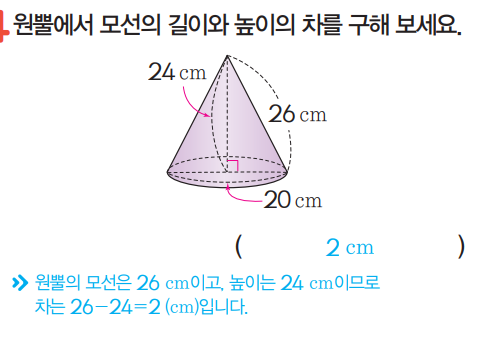 원뿔에서 모선의 길이와 높이의 차를 구해 보세요.
24 cm
26 cm
20 cm
( 2 cm )
원뿔의 모선은 26 cm이고, 높이는 24 cm이므로
차는 26-24=2 (cm)입니다.